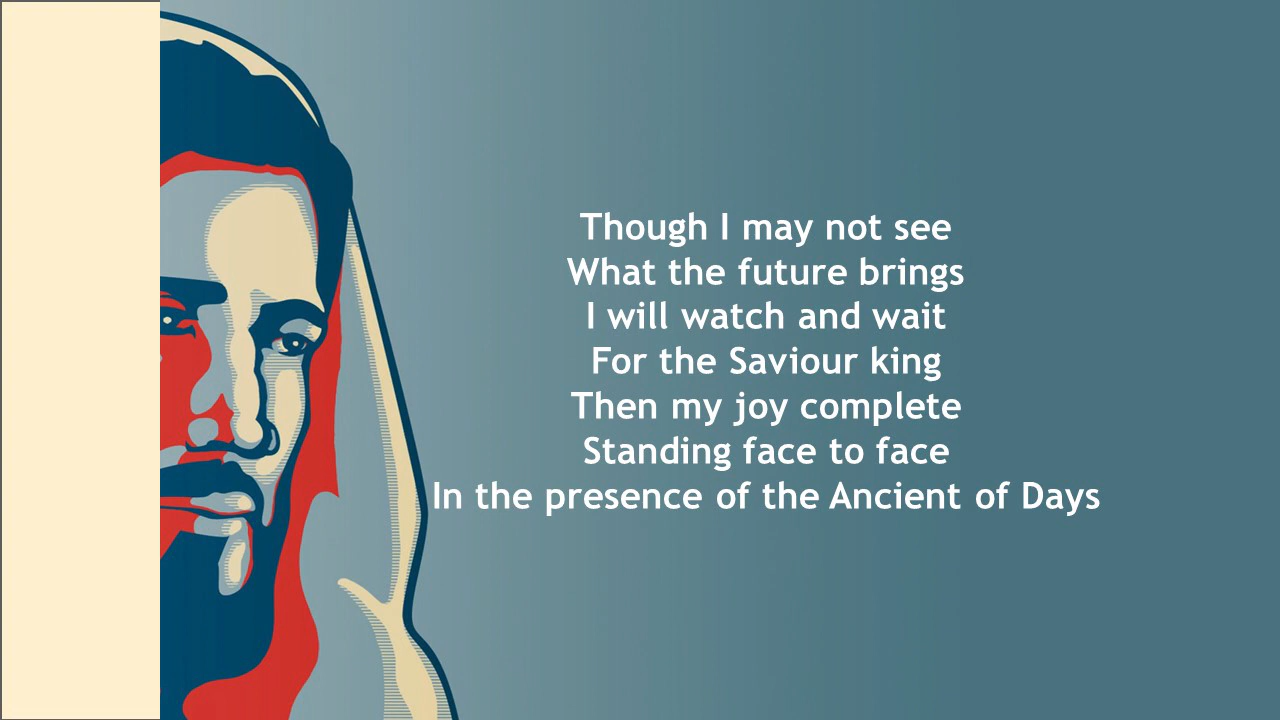 Though I may not see
What the future brings
I will watch and wait
For the Saviour king
Then my joy complete
Standing face to face
In the presence of the Ancient of Days